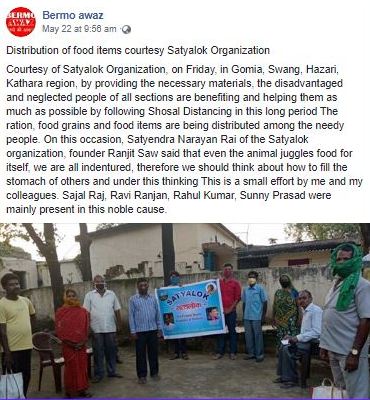 BERMO
AWAZ
Bermo awaz
May 22 at 9:56 am
Distribution of food items courtesy Satyalok Organization
Courtesy of Satyalok Organization, on Friday, in Gomia, Swang, Hazari,
Kathara region, by providing the necessary materials, the disadvantaged
and neglected people of all sections are benefiting and helping them as
much as possible by following Shosal Distancing in this long period The
ration, food grains and food items are being distributed among the needy
people. On this occasion, Satyendra Narayan Rai of the Satyalok
organization, founder Ranjit Saw said that even the animal juggles food for
itself, we are all indentured, therefore we should think about how to fill the
stomach of others and under this thinking This is a small effort by me and my
colleagues. Sajal Raj, Ravi Ranjan, Rahul Kumar, Sunny Prasad were
mainly present in this noble cause.
SATYALOK
सत्यलोक